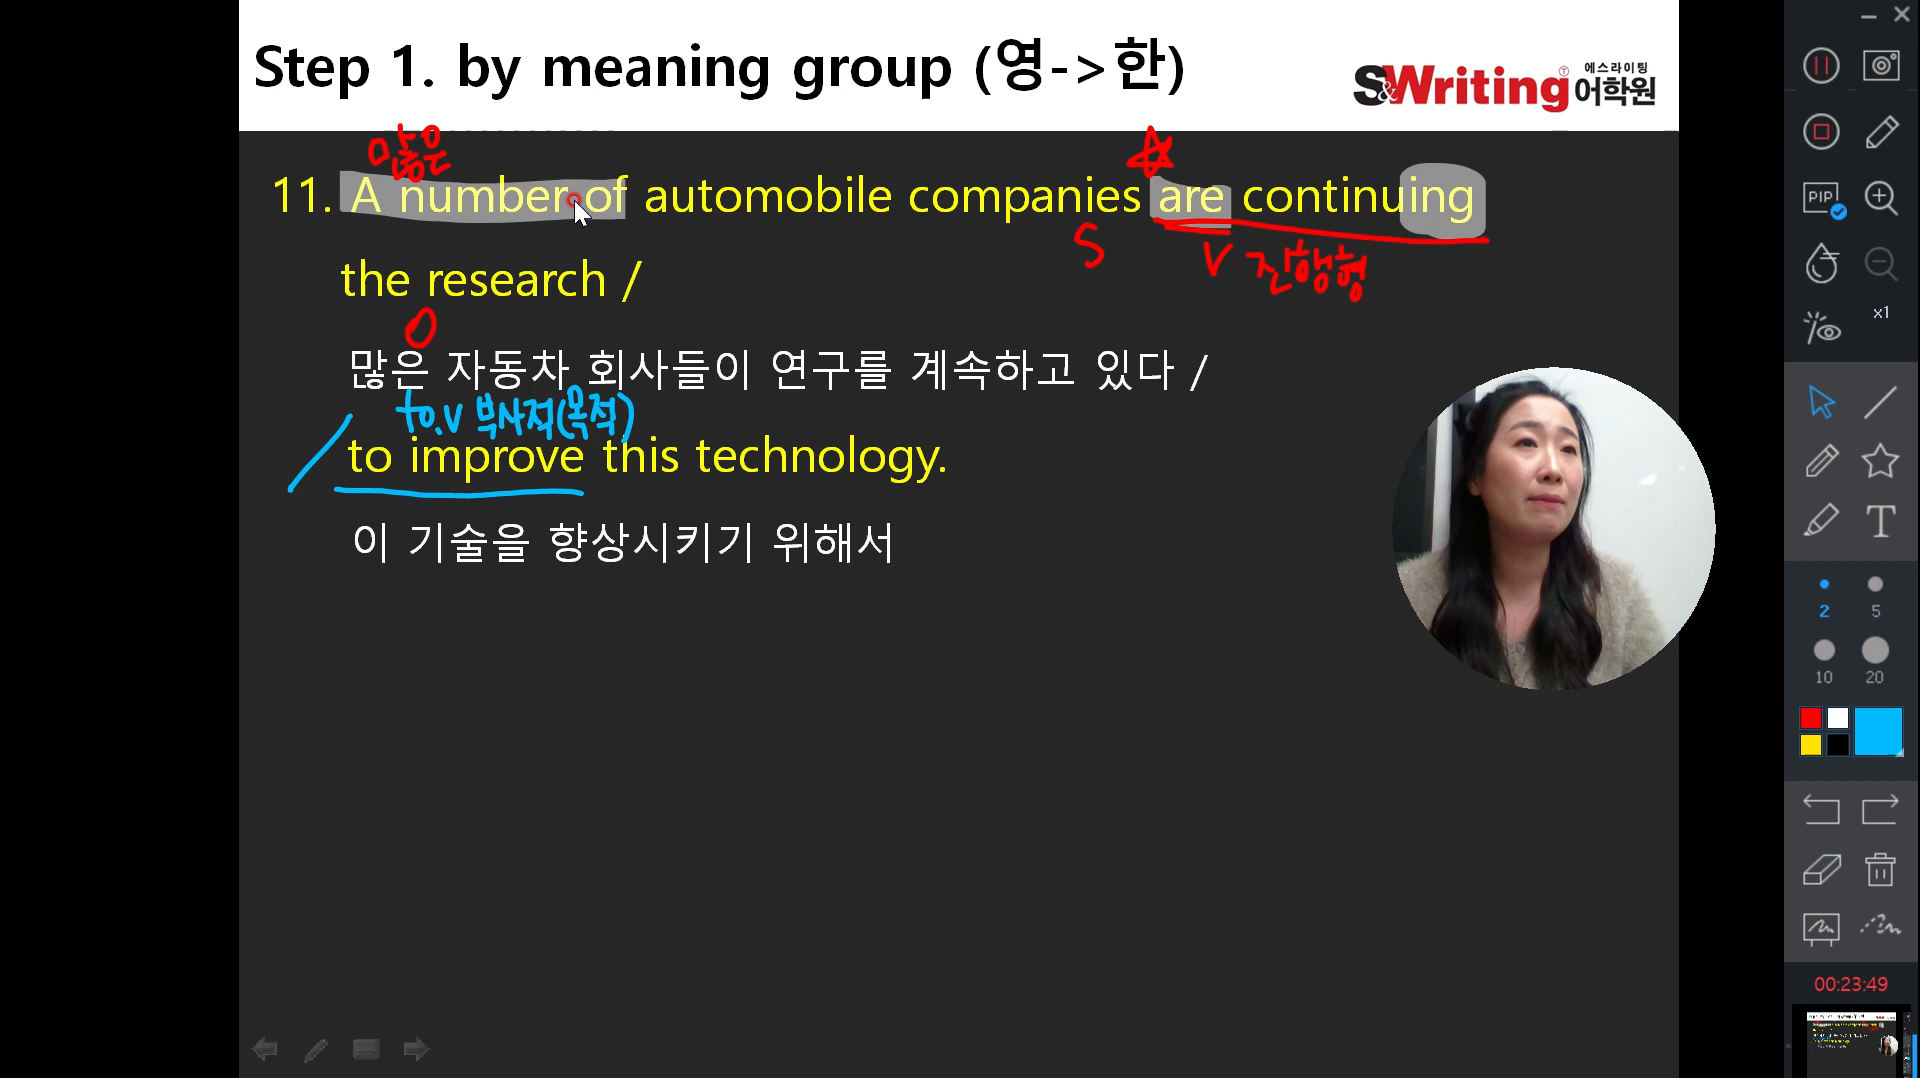 Step 1. by meaning group (영->한)
S&Writing 에스라이팅 어학원
많은
11. A number of automobile companies are continuing
S V 진행형
the research /
O
많은 자동차 회사들이 연구를 계속하고 있다 /
to.V 부사적(목적)
to improve this technology.
이 기술을 향상시키기 위해서
PIP
x1
T
2 5
10 20
00:23:49